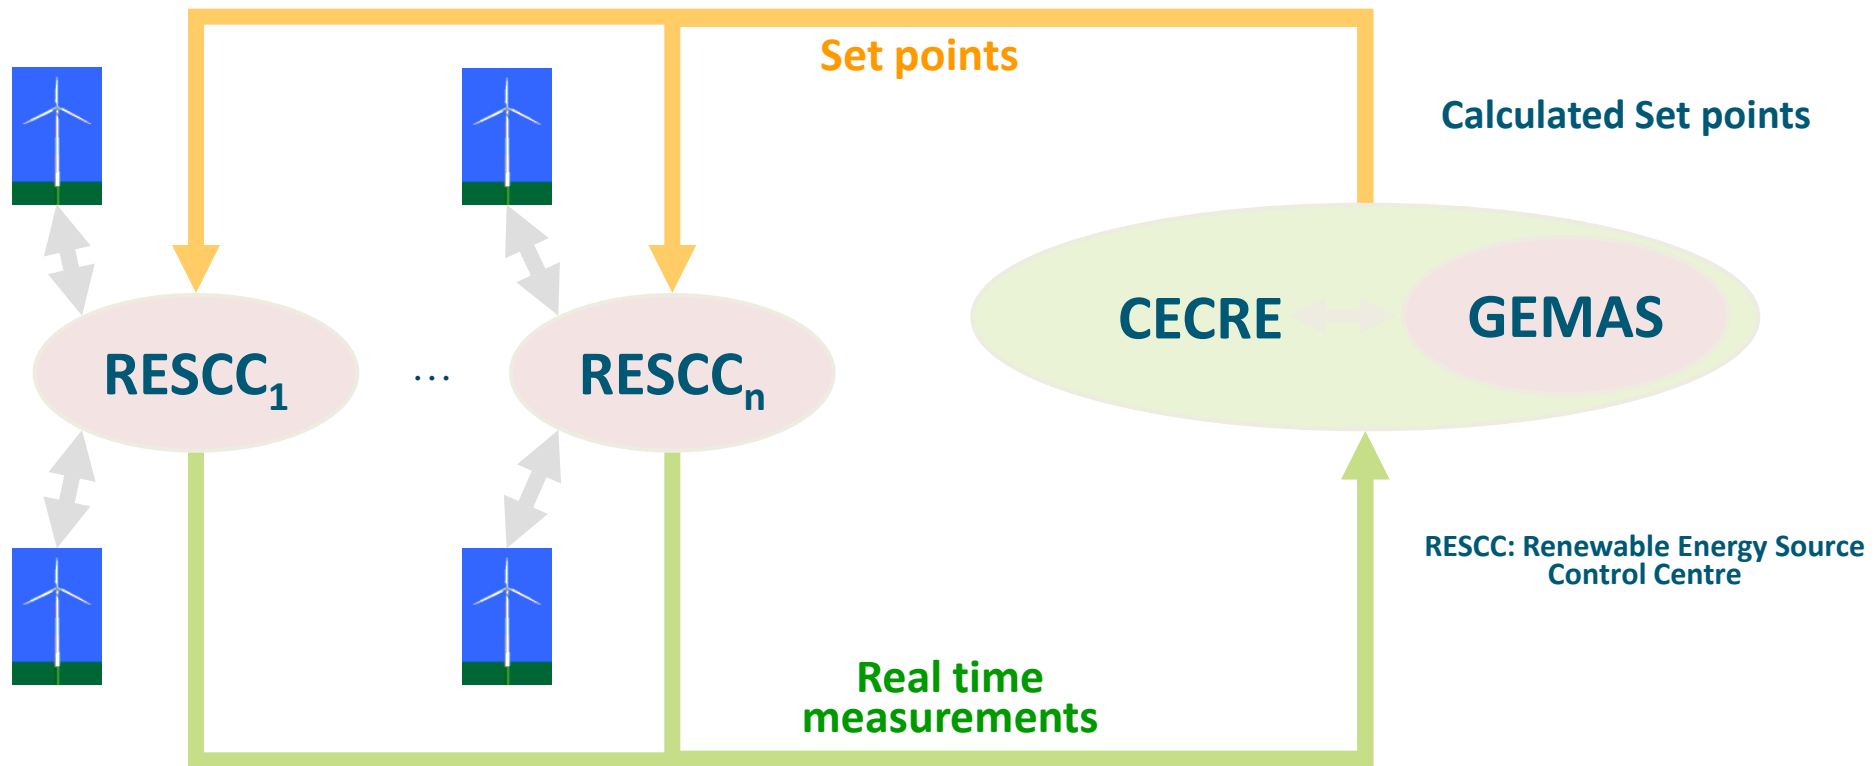 Set points
Calculated Set points
CECRE
GEMAS
RESCC1
...
RESCCn
RESCC: Renewable Energy Source
Control Centre
Real time
measurements